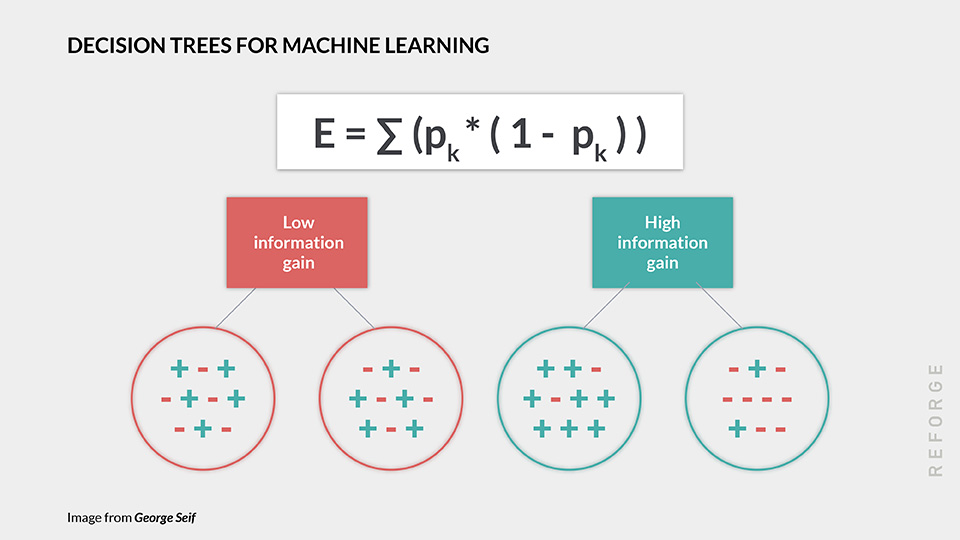 DECISION TREES FOR MACHINE LEARNING
E = ∑ (pₖ * ( 1 - pₖ ) )
Low
information
gain
High
information
gain
+ - +
- + - +
- + -
- + -
+ - + -
+ - +
+ + -
+ - + +
+ + +
- + -
- - - -
+ - -
REFORGE
Image from George Seif